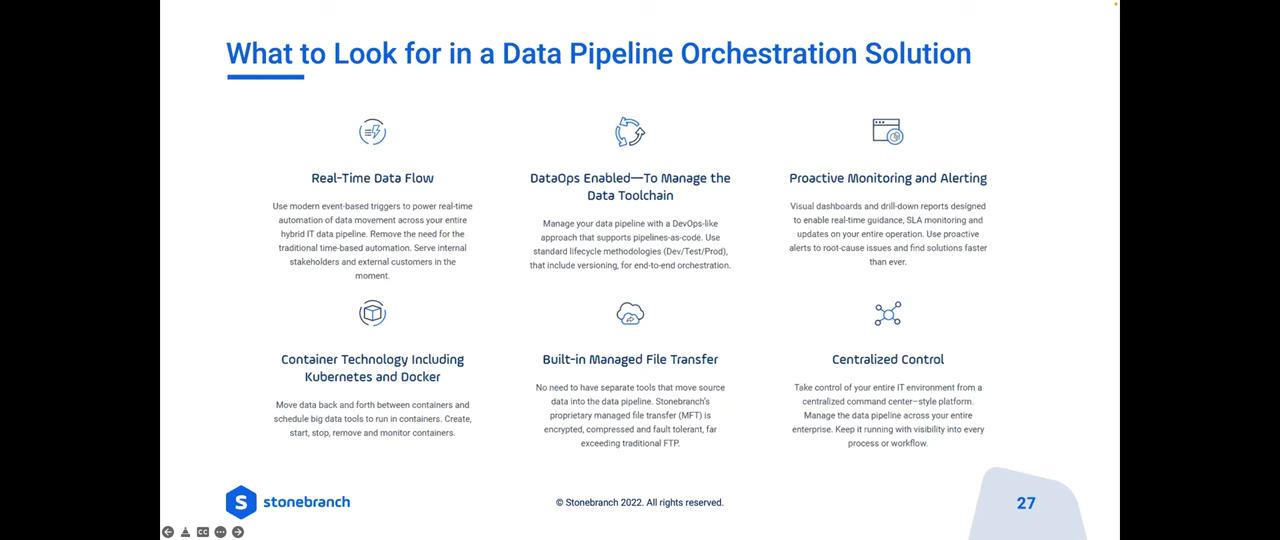 What to Look for in a Data Pipeline Orchestration Solution
Real-Time Data Flow
Use modern event-based triggers to power real-time
automation of data movement across your entire
hybrid IT data pipeline. Remove the need for the
traditional time-based automation. Serve internal
stakeholders and external customers in the
moment.
DataOps Enabled—To Manage the
Data Toolchain
Manage your data pipeline with a DevOps-like
approach that supports pipelines-as-code. Use
standard lifecycle methodologies (Dev/Test/Prod),
that include versioning, for end-to-end orchestration.
Proactive Monitoring and Alerting
Visual dashboards and drill-down reports designed
to enable real-time guidance, SLA monitoring and
updates on your entire operation. Use proactive
alerts to root-cause issues and find solutions faster
than ever.
Container Technology Including
Kubernetes and Docker
Move data back and forth between containers and
schedule big data tools to run in containers. Create,
start, stop, remove and monitor containers.
Built-in Managed File Transfer
No need to have separate tools that move source
data into the data pipeline. Stonebranch's
proprietary managed file transfer (MFT) is
encrypted, compressed and fault tolerant, far
exceeding traditional FTP.
Centralized Control
Take control of your entire IT environment from a
centralized command center–style platform.
Manage the data pipeline across your entire
enterprise. Keep it running with visibility into every
process or workflow.
S stonebranch
© Stonebranch 2022. All rights reserved.
27
CC